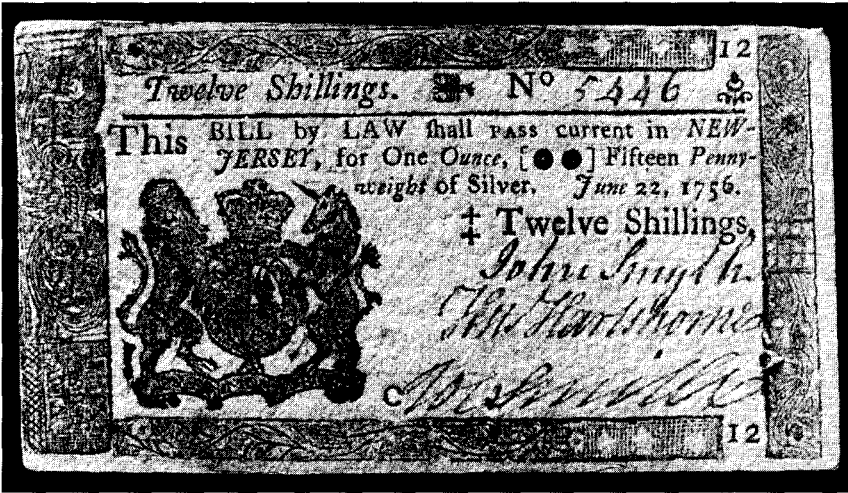 12
Twelve Shillings. No 5446
This BILL by LAW shall PASS current in NEW-
JERSEY, for One Ounce, [●●] Fifteen Penny-
weight of Silver. June 22, 1756.
‡ Twelve Shillings.
John Smyth
Hartshorne
C
12